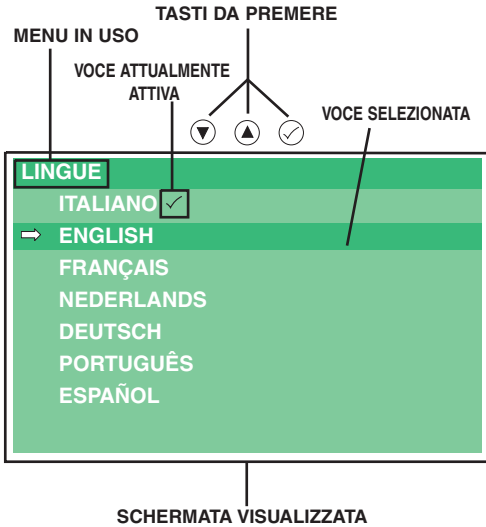 TASTI DA PREMERE
MENU IN USO
VOCE ATTUALMENTE
ATTIVA
VOCE SELEZIONATA
LINGUE
ITALIANO
ENGLISH
FRANÇAIS
NEDERLANDS
DEUTSCH
PORTUGUÊS
ESPAÑOL
SCHERMATA VISUALIZZATA